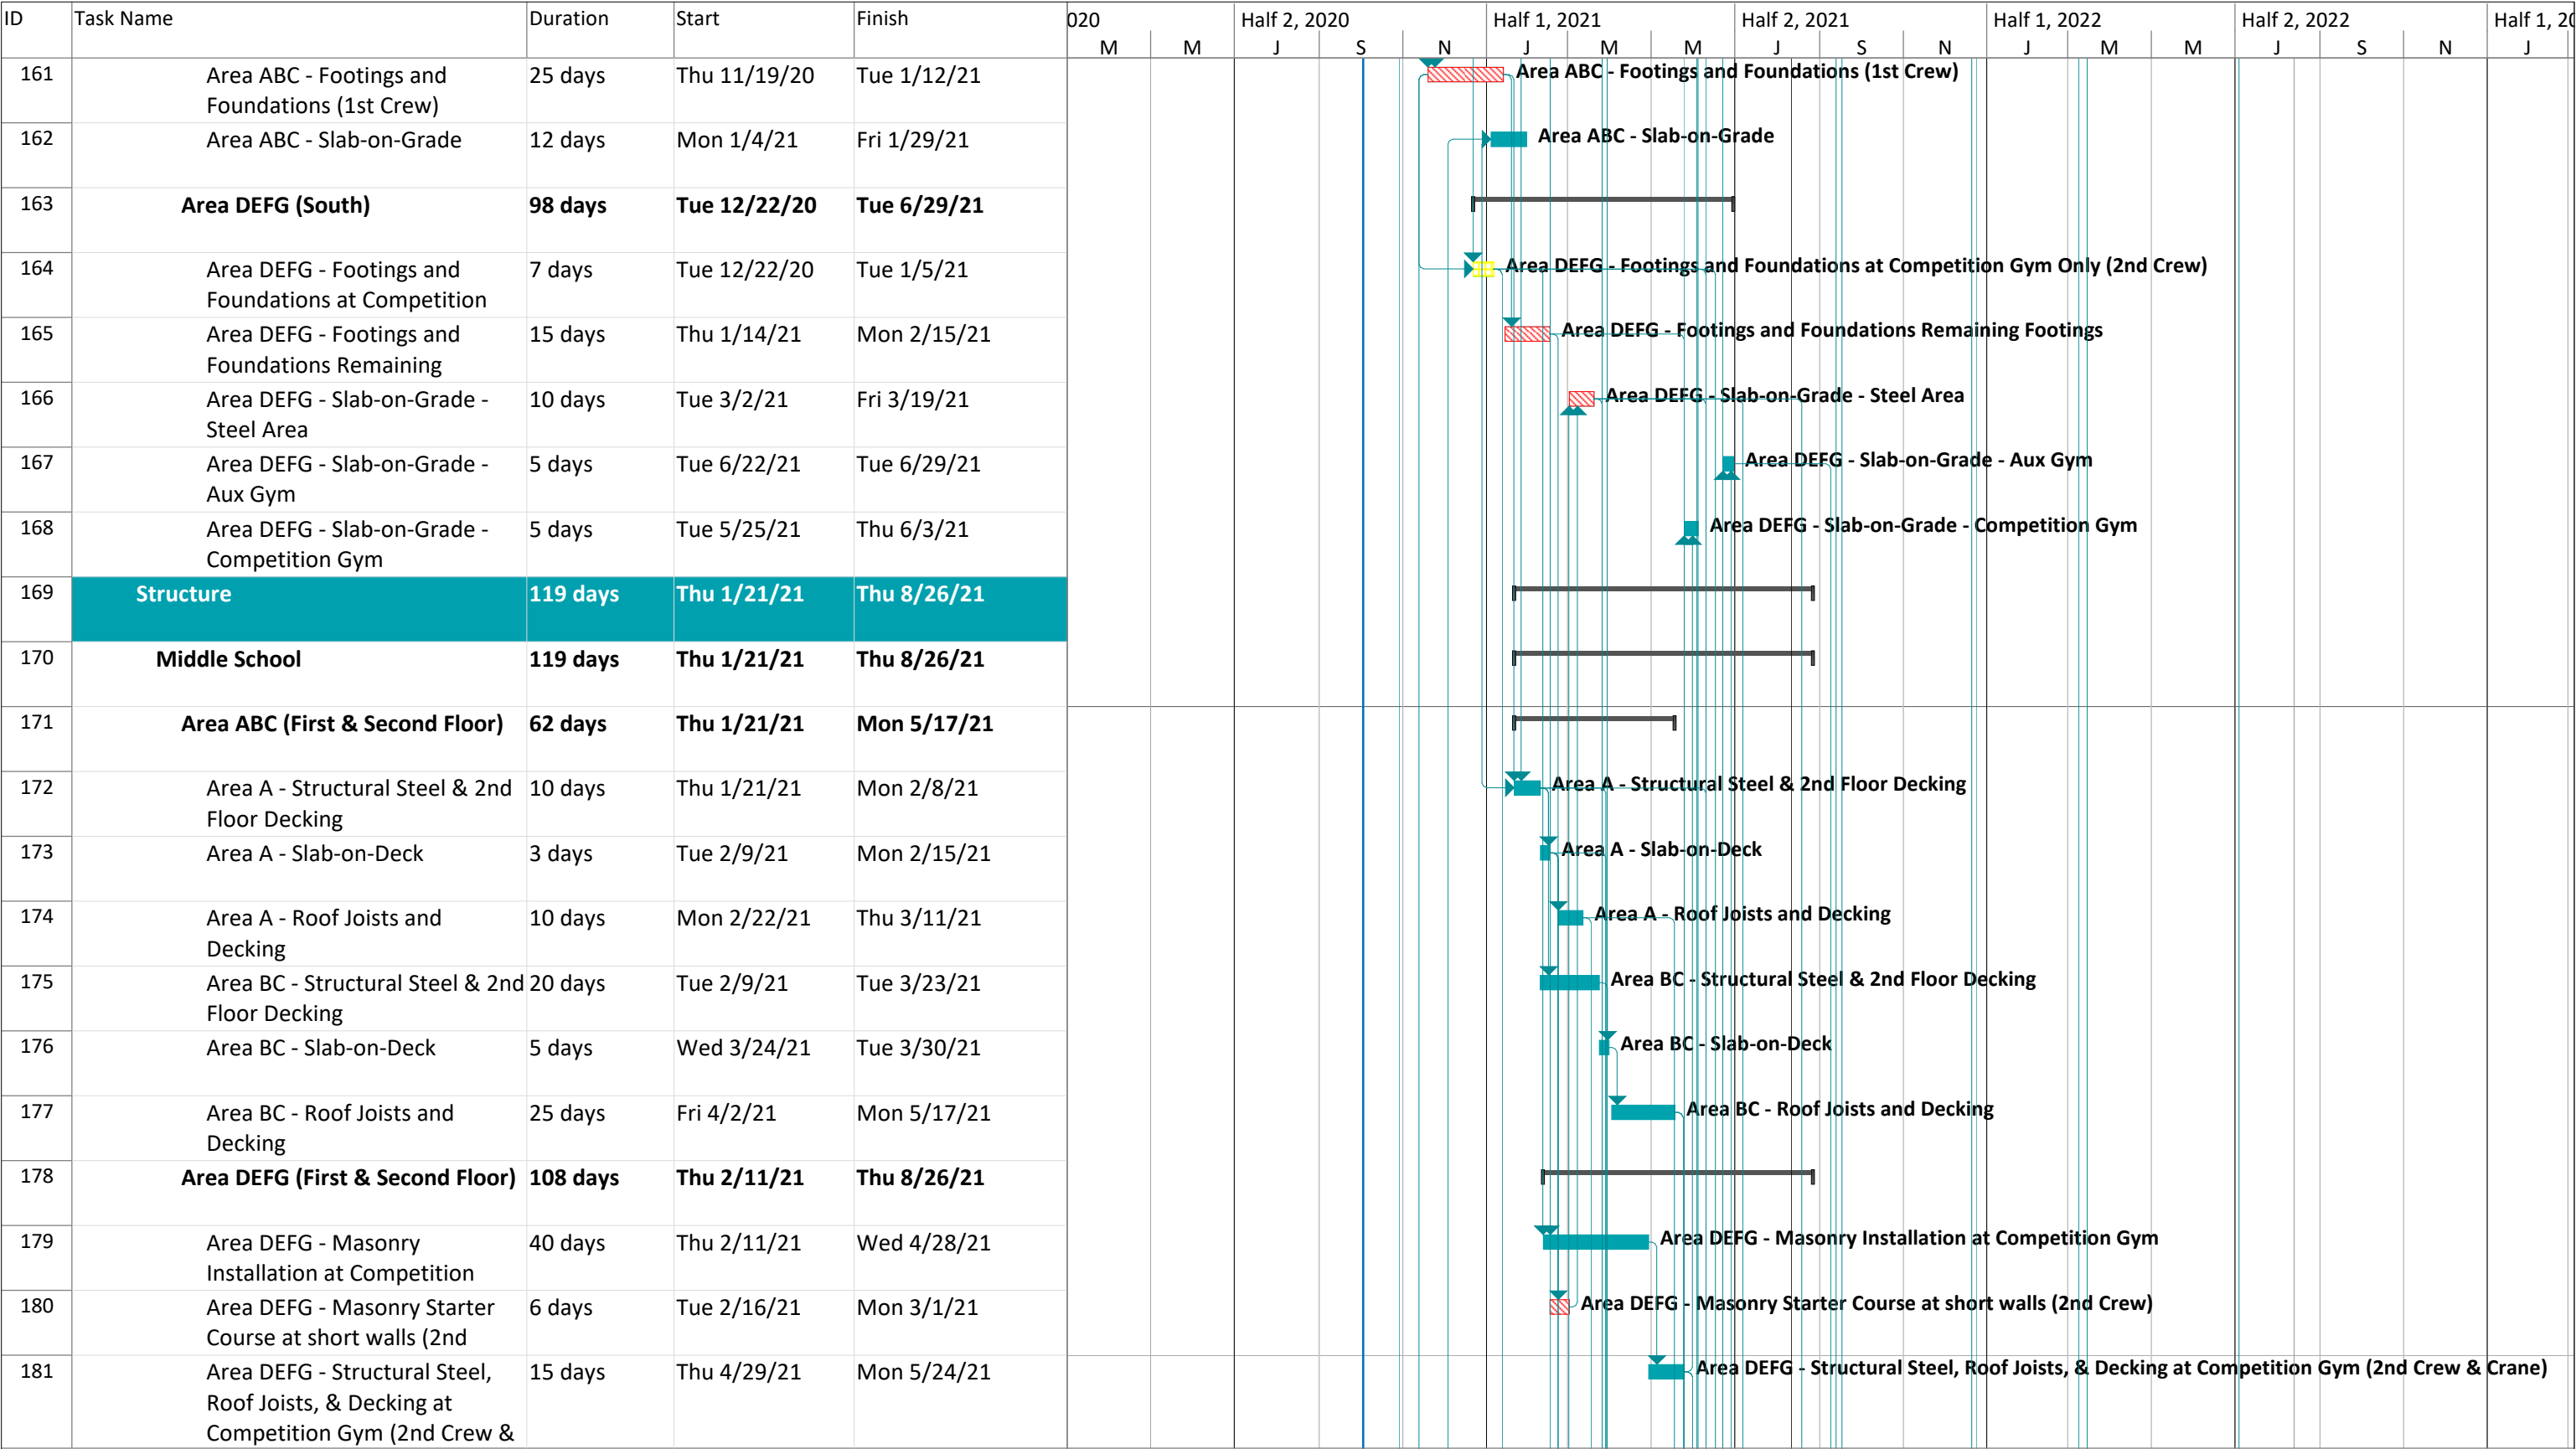 ID Task Name Duration Start Finish 020 Half 2, 2020 Half 1, 2021 Half 2, 2021 Half 1, 2022 Half 2, 2022 Half 1, 20
M M J S N J M M J S N J M M J S N J
161 Area ABC - Footings and 25 days Thu 11/19/20 Tue 1/12/21 Area ABC - Footings and Foundations (1st Crew)
Foundations (1st Crew)
162 Area ABC - Slab-on-Grade 12 days Mon 1/4/21 Fri 1/29/21 Area ABC - Slab-on-Grade
163 Area DEFG (South) 98 days Tue 12/22/20 Tue 6/29/21
164 Area DEFG - Footings and 7 days Tue 12/22/20 Tue 1/5/21 Area DEFG - Footings and Foundations at Competition Gym Only (2nd Crew)
Foundations at Competition
165 Area DEFG - Footings and 15 days Thu 1/14/21 Mon 2/15/21 Area DEFG - Footings and Foundations Remaining Footings
Foundations Remaining
166 Area DEFG - Slab-on-Grade - 10 days Tue 3/2/21 Fri 3/19/21 Area DEFG - Slab-on-Grade - Steel Area
Steel Area
167 Area DEFG - Slab-on-Grade - 5 days Tue 6/22/21 Tue 6/29/21 Area DEFG - Slab-on-Grade - Aux Gym
Aux Gym
168 Area DEFG - Slab-on-Grade - 5 days Tue 5/25/21 Thu 6/3/21 Area DEFG - Slab-on-Grade - Competition Gym
Competition Gym
169 Structure 119 days Thu 1/21/21 Thu 8/26/21
170 Middle School 119 days Thu 1/21/21 Thu 8/26/21
171 Area ABC (First & Second Floor) 62 days Thu 1/21/21 Mon 5/17/21
172 Area A - Structural Steel & 2nd 10 days Thu 1/21/21 Mon 2/8/21 Area A - Structural Steel & 2nd Floor Decking
Floor Decking
173 Area A - Slab-on-Deck 3 days Tue 2/9/21 Mon 2/15/21 Area A - Slab-on-Deck
174 Area A - Roof Joists and 10 days Mon 2/22/21 Thu 3/11/21 Area A - Roof Joists and Decking
Decking
175 Area BC - Structural Steel & 2nd 20 days Tue 2/9/21 Tue 3/23/21 Area BC - Structural Steel & 2nd Floor Decking
Floor Decking
176 Area BC - Slab-on-Deck 5 days Wed 3/24/21 Tue 3/30/21 Area BC - Slab-on-Deck
177 Area BC - Roof Joists and 25 days Fri 4/2/21 Mon 5/17/21 Area BC - Roof Joists and Decking
Decking
178 Area DEFG (First & Second Floor) 108 days Thu 2/11/21 Thu 8/26/21
179 Area DEFG - Masonry 40 days Thu 2/11/21 Wed 4/28/21 Area DEFG - Masonry Installation at Competition Gym
Installation at Competition
180 Area DEFG - Masonry Starter 6 days Tue 2/16/21 Mon 3/1/21 Area DEFG - Masonry Starter Course at short walls (2nd Crew)
Course at short walls (2nd
181 Area DEFG - Structural Steel, 15 days Thu 4/29/21 Mon 5/24/21 Area DEFG - Structural Steel, Roof Joists, & Decking at Competition Gym (2nd Crew & Crane)
Roof Joists, & Decking at
Competition Gym (2nd Crew &